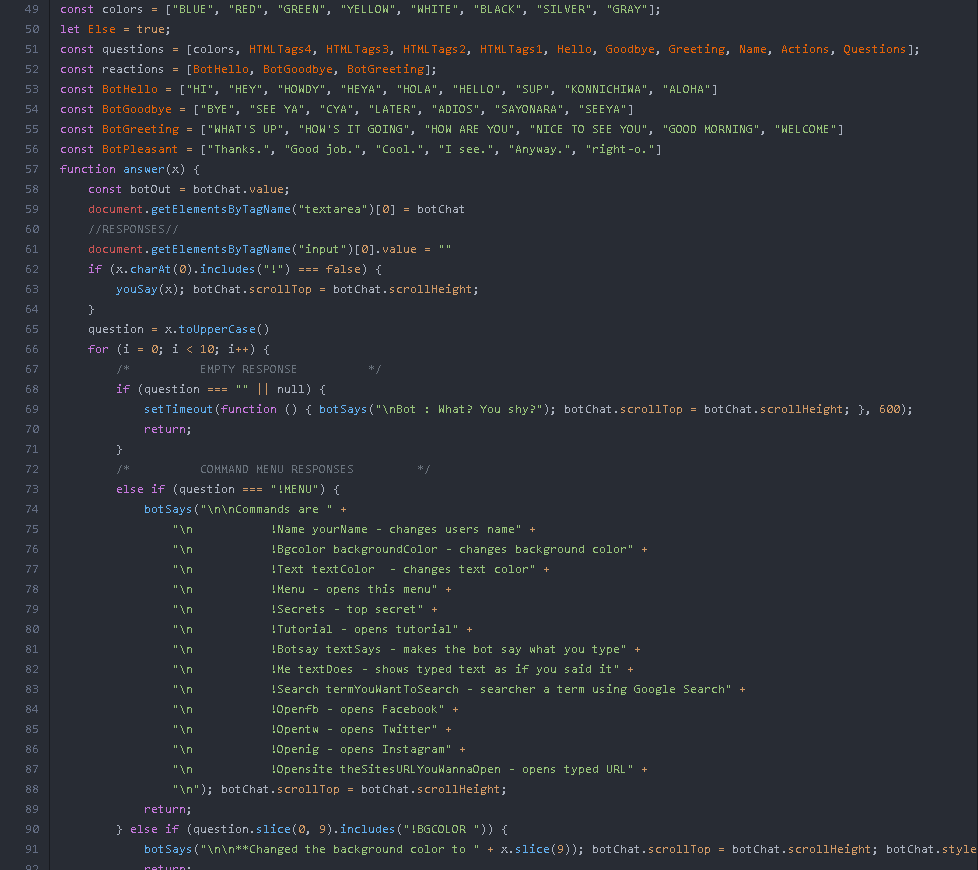 49 const colors = ["BLUE", "RED", "GREEN", "YELLOW", "WHITE", "BLACK", "SILVER", "GRAY"];
50 let Else = true;
51 const questions = [colors, HTMLTags4, HTMLTags3, HTMLTags2, HTMLTags1, Hello, Goodbye, Greeting, Name, Actions, Questions];
52 const reactions = [BotHello, BotGoodbye, BotGreeting];
53 const BotHello = ["HI", "HEY", "HOWDY", "HEYA", "HOLA", "HELLO", "SUP", "KONNICHIWA", "ALOHA"]
54 const BotGoodbye = ["BYE", "SEE YA", "CYA", "LATER", "ADIOS", "SAYONARA", "SEEYA"]
55 const BotGreeting = ["WHAT'S UP", "HOW'S IT GOING", "HOW ARE YOU", "NICE TO SEE YOU", "GOOD MORNING", "WELCOME"]
56 const BotPleasant = ["Thanks.", "Good job.", "Cool.", "I see.", "Anyway.", "right-o."]
57 function answer(x) {
58     const botOut = botChat.value;
59     document.getElementsByTagName("textarea")[0] = botChat
60     //RESPONSES//
61     document.getElementsByTagName("input")[0].value = ""
62     if (x.charAt(0).includes("!") === false) {
63         youSay(x); botChat.scrollTop = botChat.scrollHeight;
64     }
65     question = x.toUpperCase()
66     for (i = 0; i < 10; i++) {
67         /*          EMPTY RESPONSE          */
68         if (question === "" || null) {
69             setTimeout(function () { botSays("\nBot : What? You shy?"); botChat.scrollTop = botChat.scrollHeight; }, 600);
70             return;
71         }
72         /*          COMMAND MENU RESPONSES         */
73         else if (question === "!MENU") {
74             botSays("\n\nCommands are " +
75                 "\n           !Name yourName - changes users name" +
76                 "\n           !Bgcolor backgroundColor - changes background color" +
77                 "\n           !Text textColor  - changes text color" +
78                 "\n           !Menu - opens this menu" +
79                 "\n           !Secrets - top secret" +
80                 "\n           !Tutorial - opens tutorial" +
81                 "\n           !Botsay textSays - makes the bot say what you type" +
82                 "\n           !Me textDoes - shows typed text as if you said it" +
83                 "\n           !Search termYouWantToSearch - searcher a term using Google Search" +
84                 "\n           !Openfb - opens Facebook" +
85                 "\n           !Opentw - opens Twitter" +
86                 "\n           !Openig - opens Instagram" +
87                 "\n           !Opensite theSitesURLYouWannaOpen - opens typed URL" +
88                 "\n"); botChat.scrollTop = botChat.scrollHeight;
89             return;
90         } else if (question.slice(0, 9).includes("!BGCOLOR ")) {
91             botSays("\n\n**Changed the background color to " + x.slice(9)); botChat.scrollTop = botChat.scrollHeight; botChat.style
92             return;